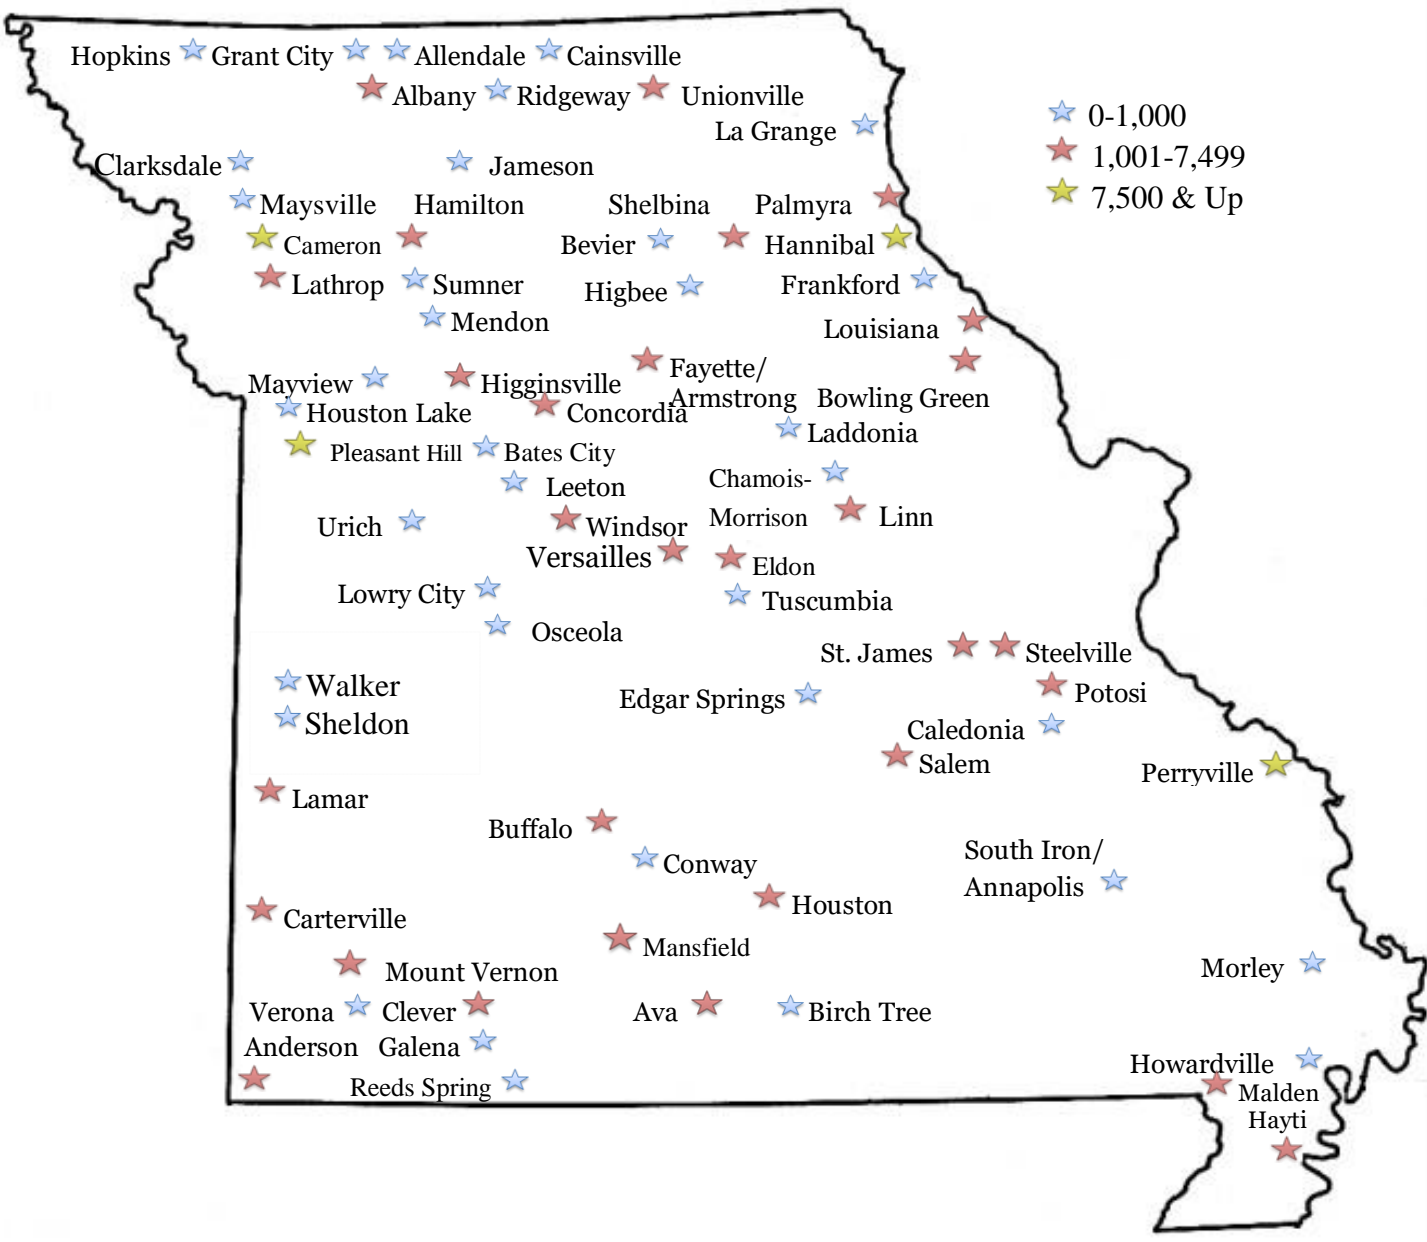 Hopkins
Grant City
Allendale
Cainsville
Albany
Ridgeway
Unionville
La Grange
0-1,000
1,001-7,499
7,500 & Up
Clarksdale
Jameson
Maysville
Hamilton
Shelbina
Palmyra
Cameron
Bevier
Hannibal
Lathrop
Sumner
Higbee
Frankford
Mendon
Louisiana
Mayview
Higginsville
Fayette/
Armstrong
Bowling Green
Houston Lake
Concordia
Laddonia
Pleasant Hill
Bates City
Leeton
Chamois-
Morrison
Linn
Urich
Windsor
Versailles
Eldon
Lowry City
Tuscumbia
Osceola
St. James
Steelville
Walker
Edgar Springs
Potosi
Sheldon
Caledonia
Salem
Perryville
Lamar
Buffalo
Conway
South Iron/
Annapolis
Houston
Carterville
Mansfield
Mount Vernon
Morley
Verona
Clever
Ava
Birch Tree
Anderson
Galena
Reeds Spring
Howardville
Malden
Hayti